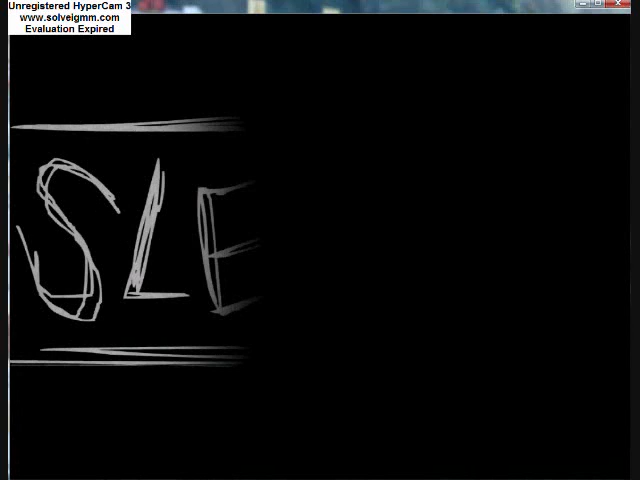 Unregistered HyperCam 3
www.solveigmm.com
Evaluation Expired
SLE